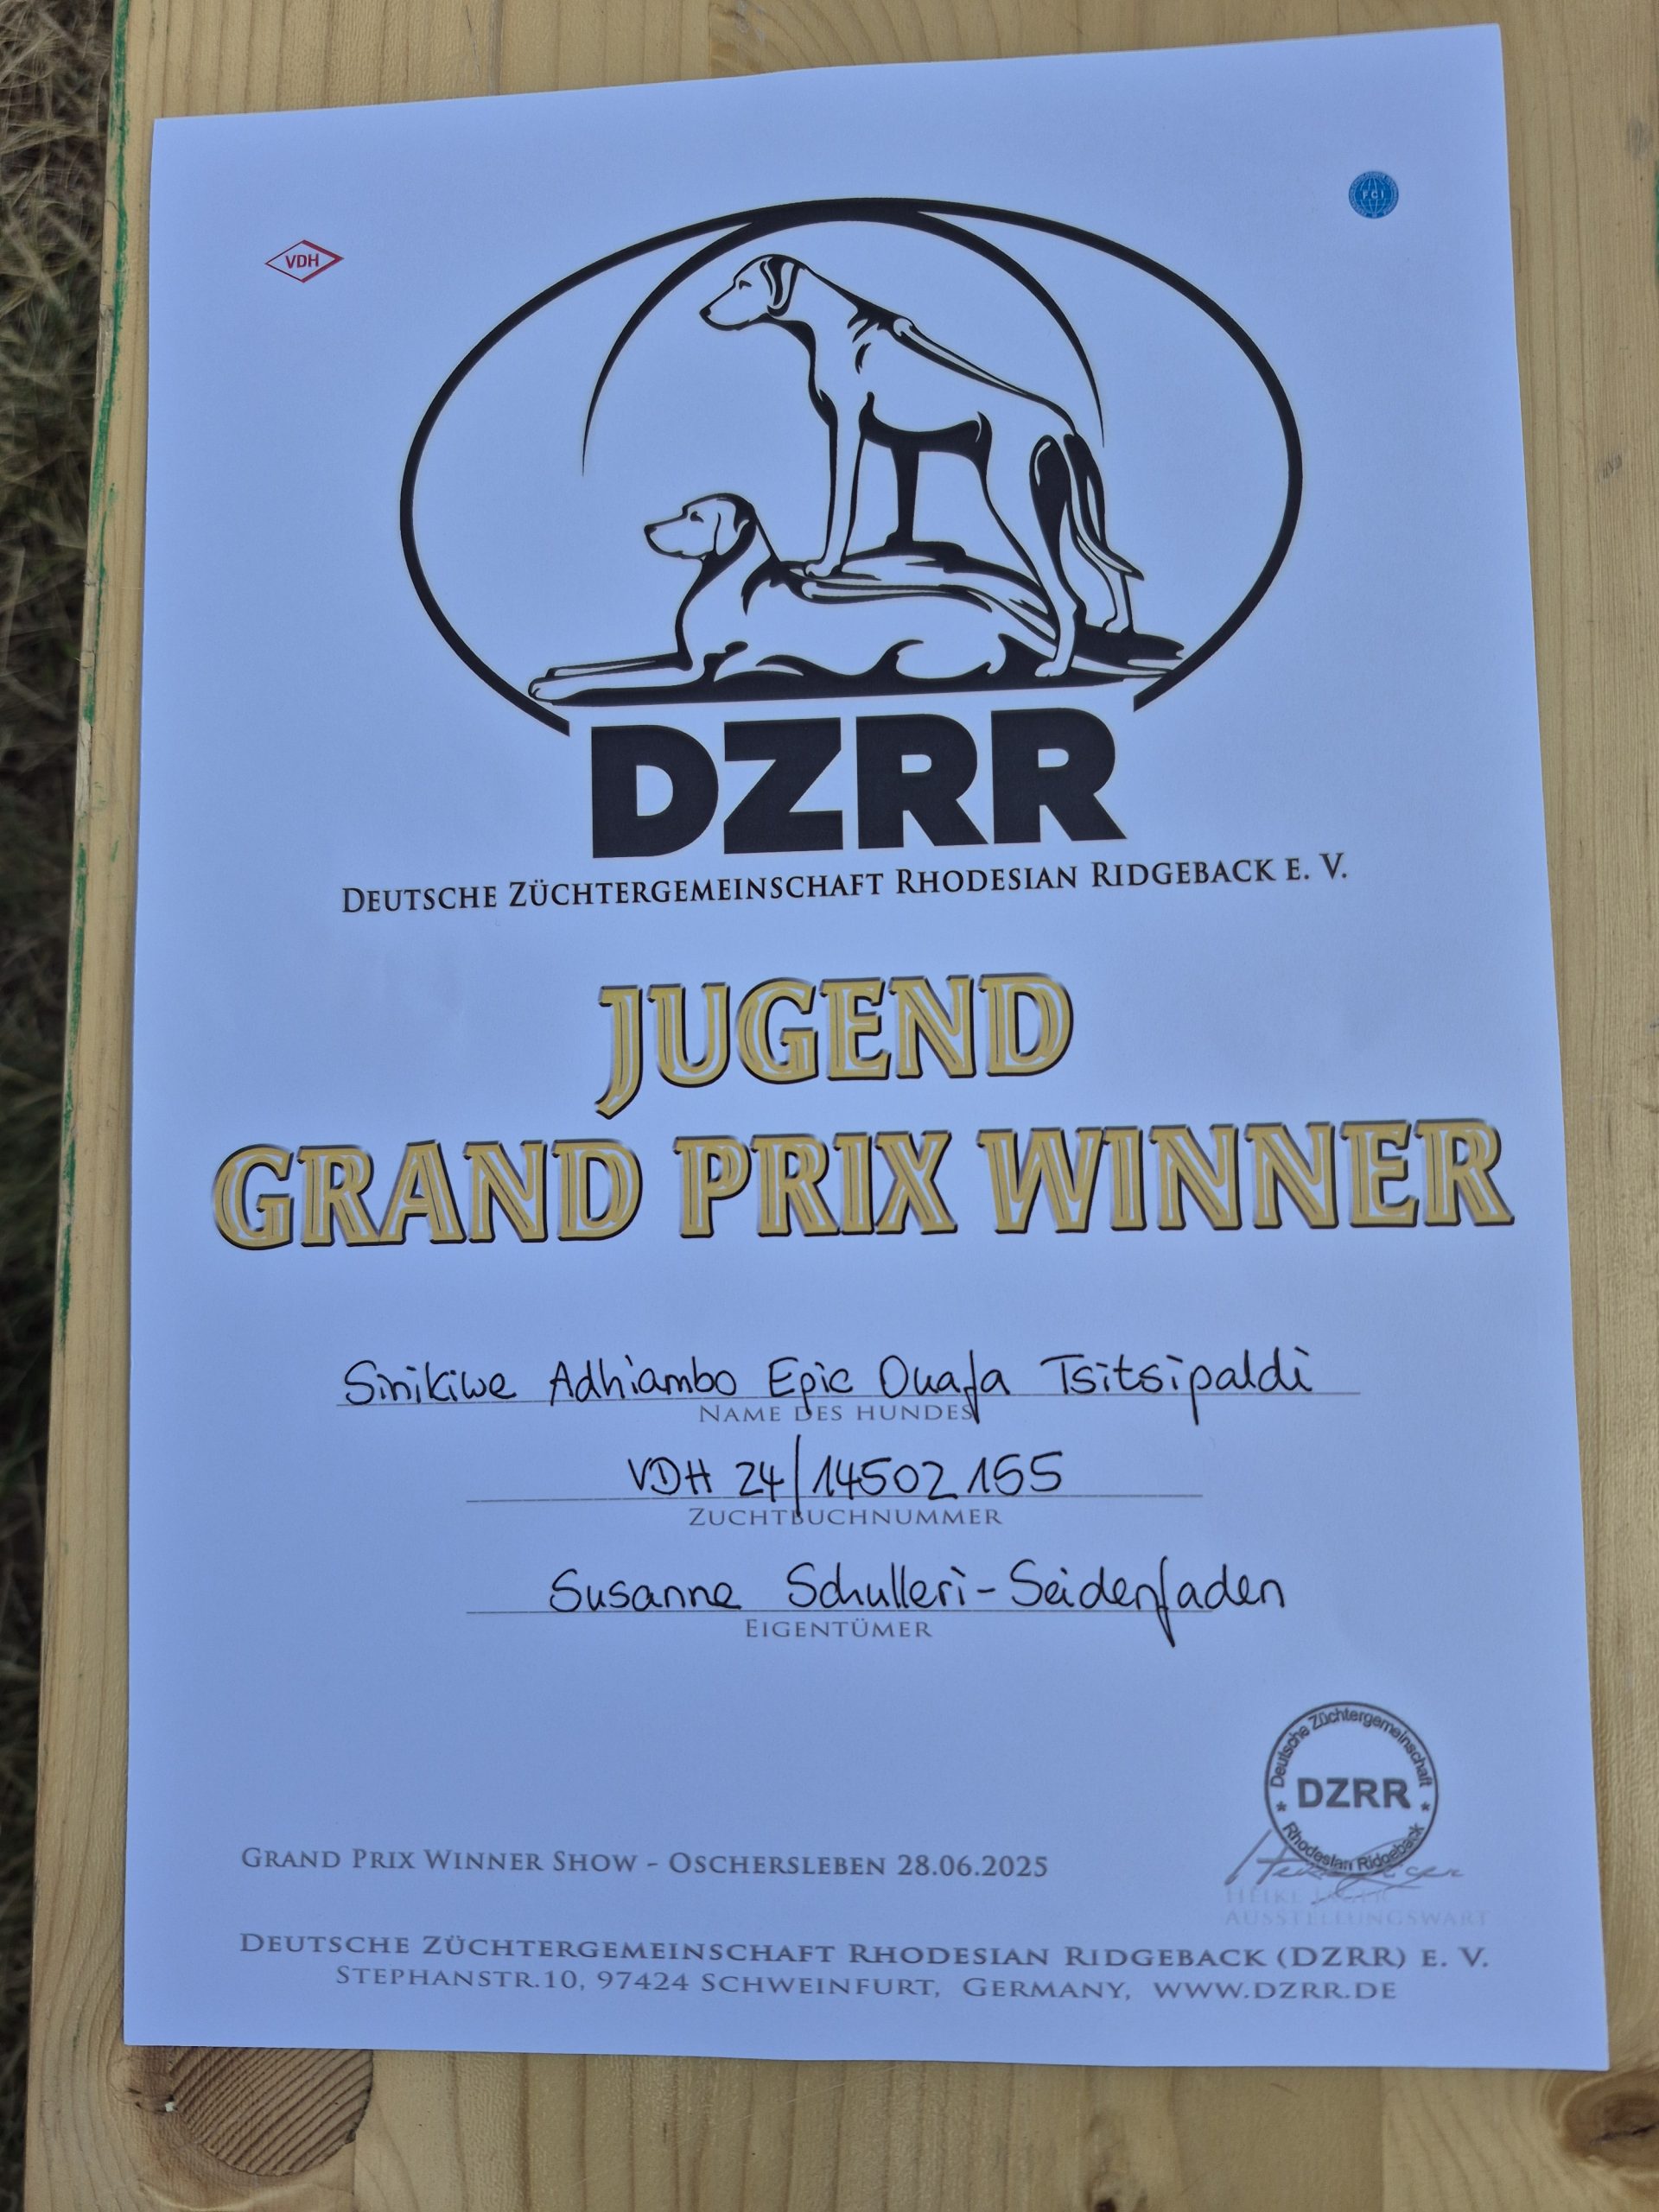 VDH
FCI
DZRR
DEUTSCHE ZÜCHTERGEMEINSCHAFT RHODESIAN RIDGEBACK E. V.
JUGEND
GRAND PRIX WINNER
Sinikiwe Adhiambo Epic Ouafa Tsitsipaldi
NAME DES HUNDES
VDH 24/14502155
ZUCHTBUCHNUMMER
Susanne Schulleri-Seidenfaden
EIGENTÜMER
Deutsche Züchtergemeinschaft
DZRR
Rhodesian Ridgeback
GRAND PRIX WINNER SHOW - OSCHERSLEBEN 28.06.2025
HEIKE
AUSSTELLUNGSWART
DEUTSCHE ZÜCHTERGEMEINSCHAFT RHODESIAN RIDGEBACK (DZRR) E. V.
STEPHANSTR.10, 97424 SCHWEINFURT, GERMANY, WWW.DZRR.DE